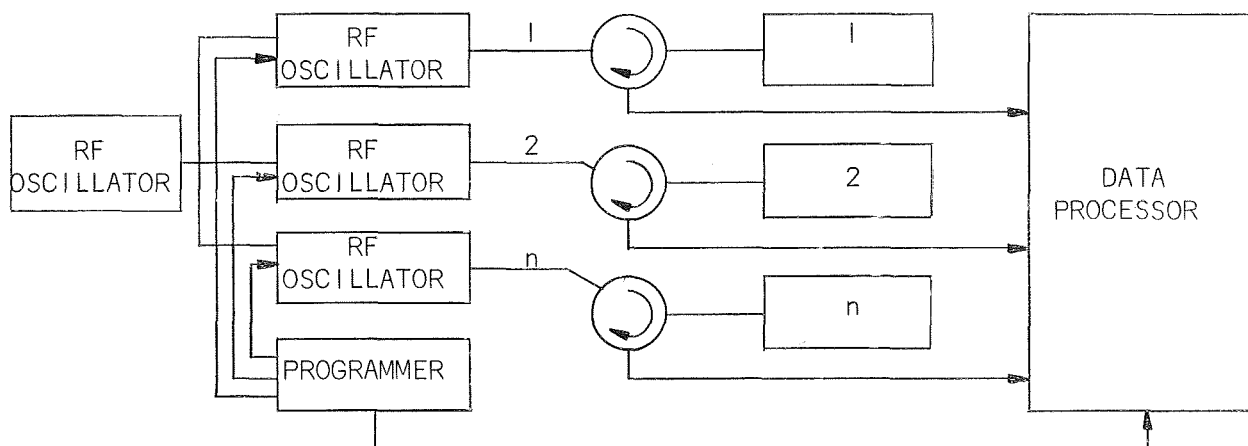 RF
OSCILLATOR
1
1
RF
OSCILLATOR
RF
OSCILLATOR
2
2
DATA
PROCESSOR
RF
OSCILLATOR
n
n
PROGRAMMER